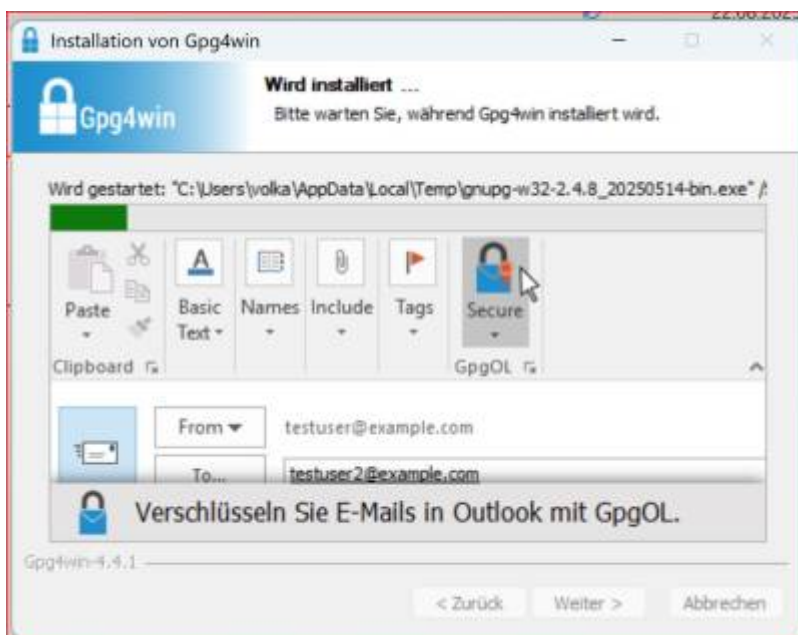 22.08.202
Installation von Gpg4win
Gpg4win
Wird installiert ...
Bitte warten Sie, während Gpg4win installiert wird.
Wird gestartet: "C:\Users\volka\AppData\Local\Temp\gnupg-w32-2.4.8_20250514-bin.exe" /
Paste
Basic Text
Names
Include
Tags
Secure
Clipboard
GpgOL
From
testuser@example.com
To...
testuser2@example.com
Verschlüsseln Sie E-Mails in Outlook mit GpgOL.
Gpg4win-4.4.1
< Zurück
Weiter >
Abbrechen